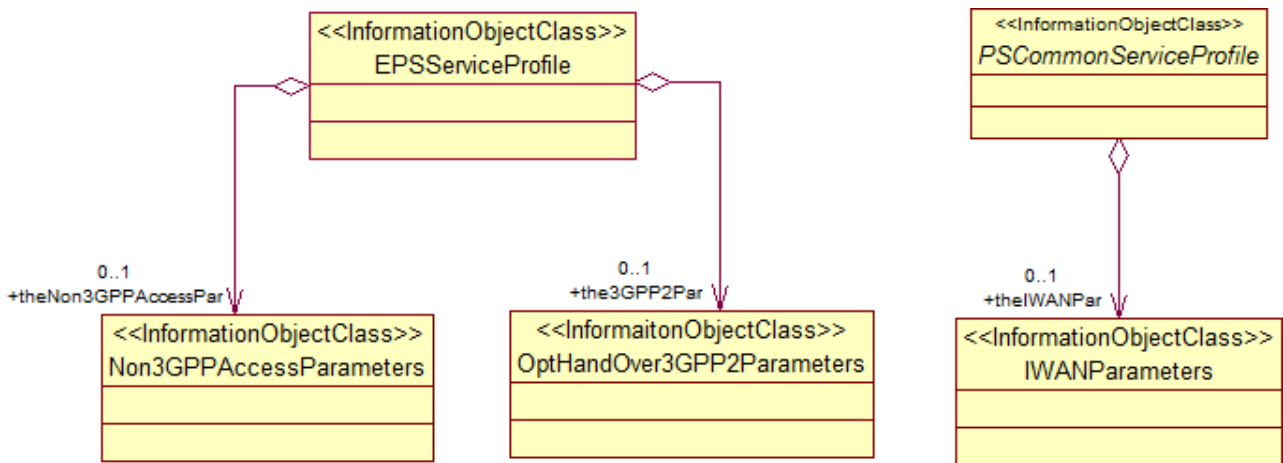 <<InformationObjectClass>>
EPSServiceProfile
<<InformationObjectClass>>
PSCommonServiceProfile
0..1
+theNon3GPPAccessPar
0..1
+the3GPP2Par
0..1
+theIWANPar
<<InformationObjectClass>>
Non3GPPAccessParameters
<<InformaitonObjectClass>>
OptHandOver3GPP2Parameters
<<InformationObjectClass>>
IWANParameters